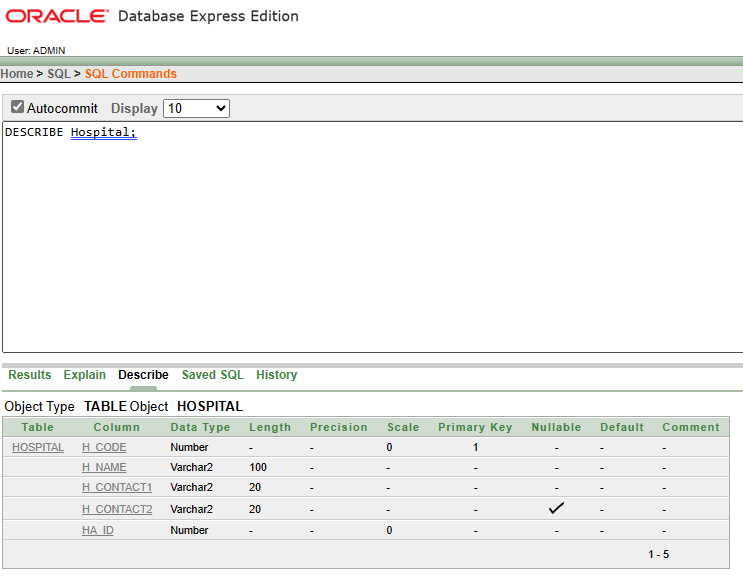 ORACLE® Database Express Edition
User: ADMIN
Home > SQL > SQL Commands
Autocommit Display 10
DESCRIBE Hospital;
Results Explain Describe Saved SQL History
Object Type TABLE Object HOSPITAL
Table Column Data Type Length Precision Scale Primary Key Nullable Default Comment
HOSPITAL H_CODE Number - - 0 1 - - -
H_NAME Varchar2 100 - - - - - -
H_CONTACT1 Varchar2 20 - - - - - -
H_CONTACT2 Varchar2 20 - - - - -
HA_ID Number - - 0 - - - -
1 - 5